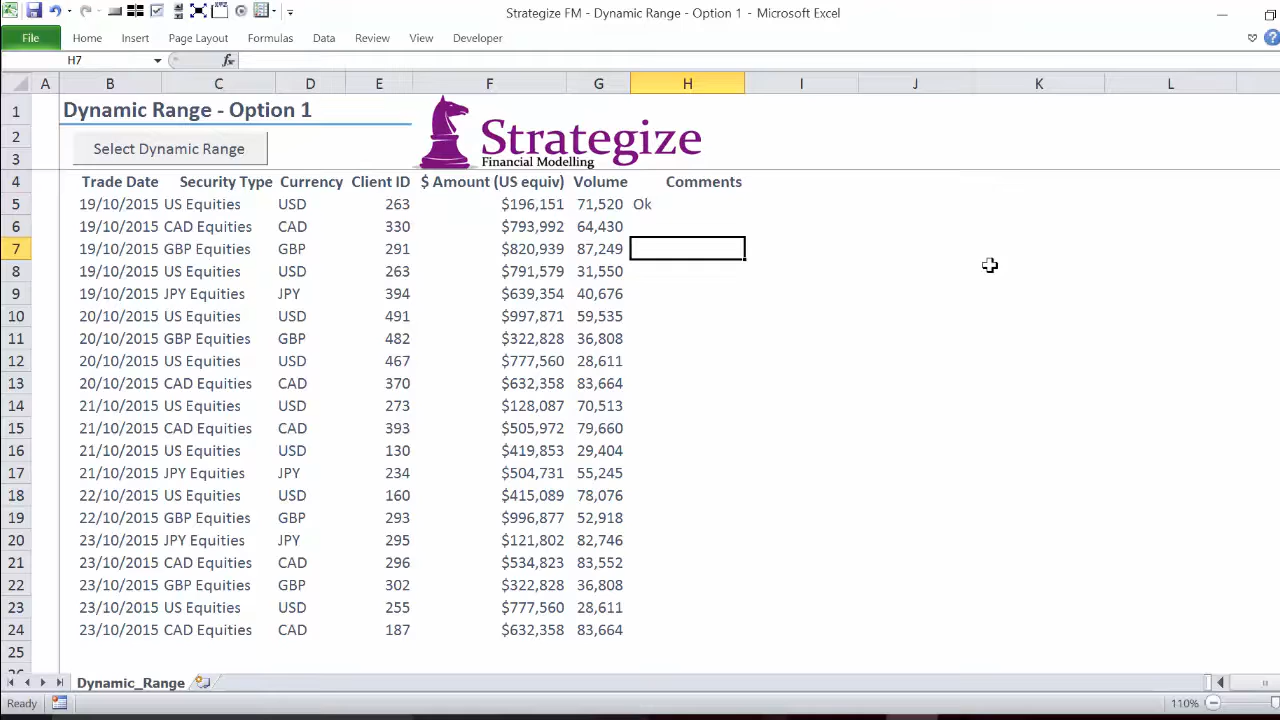 Strategize FM - Dynamic Range - Option 1 - Microsoft Excel
File Home Insert Page Layout Formulas Data Review View Developer
H7 fx
A B C D E F G H I J K L
1 Dynamic Range - Option 1
Strategize
Financial Modelling
2
Select Dynamic Range
3
4 Trade Date Security Type Currency Client ID $ Amount (US equiv) Volume Comments
5 19/10/2015 US Equities USD 263 $196,151 71,520 Ok
6 19/10/2015 CAD Equities CAD 330 $793,992 64,430
7 19/10/2015 GBP Equities GBP 291 $820,939 87,249
8 19/10/2015 US Equities USD 263 $791,579 31,550
9 19/10/2015 JPY Equities JPY 394 $639,354 40,676
10 20/10/2015 US Equities USD 491 $997,871 59,535
11 20/10/2015 GBP Equities GBP 482 $322,828 36,808
12 20/10/2015 US Equities USD 467 $777,560 28,611
13 20/10/2015 CAD Equities CAD 370 $632,358 83,664
14 21/10/2015 US Equities USD 273 $128,087 70,513
15 21/10/2015 CAD Equities CAD 393 $505,972 79,660
16 21/10/2015 US Equities USD 130 $419,853 29,404
17 21/10/2015 JPY Equities JPY 234 $504,731 55,245
18 22/10/2015 US Equities USD 160 $415,089 78,076
19 22/10/2015 GBP Equities GBP 293 $996,877 52,918
20 23/10/2015 JPY Equities JPY 295 $121,802 82,746
21 23/10/2015 CAD Equities CAD 296 $534,823 83,552
22 23/10/2015 GBP Equities GBP 302 $322,828 36,808
23 23/10/2015 US Equities USD 255 $777,560 28,611
24 23/10/2015 CAD Equities CAD 187 $632,358 83,664
25
Dynamic_Range
Ready 110%